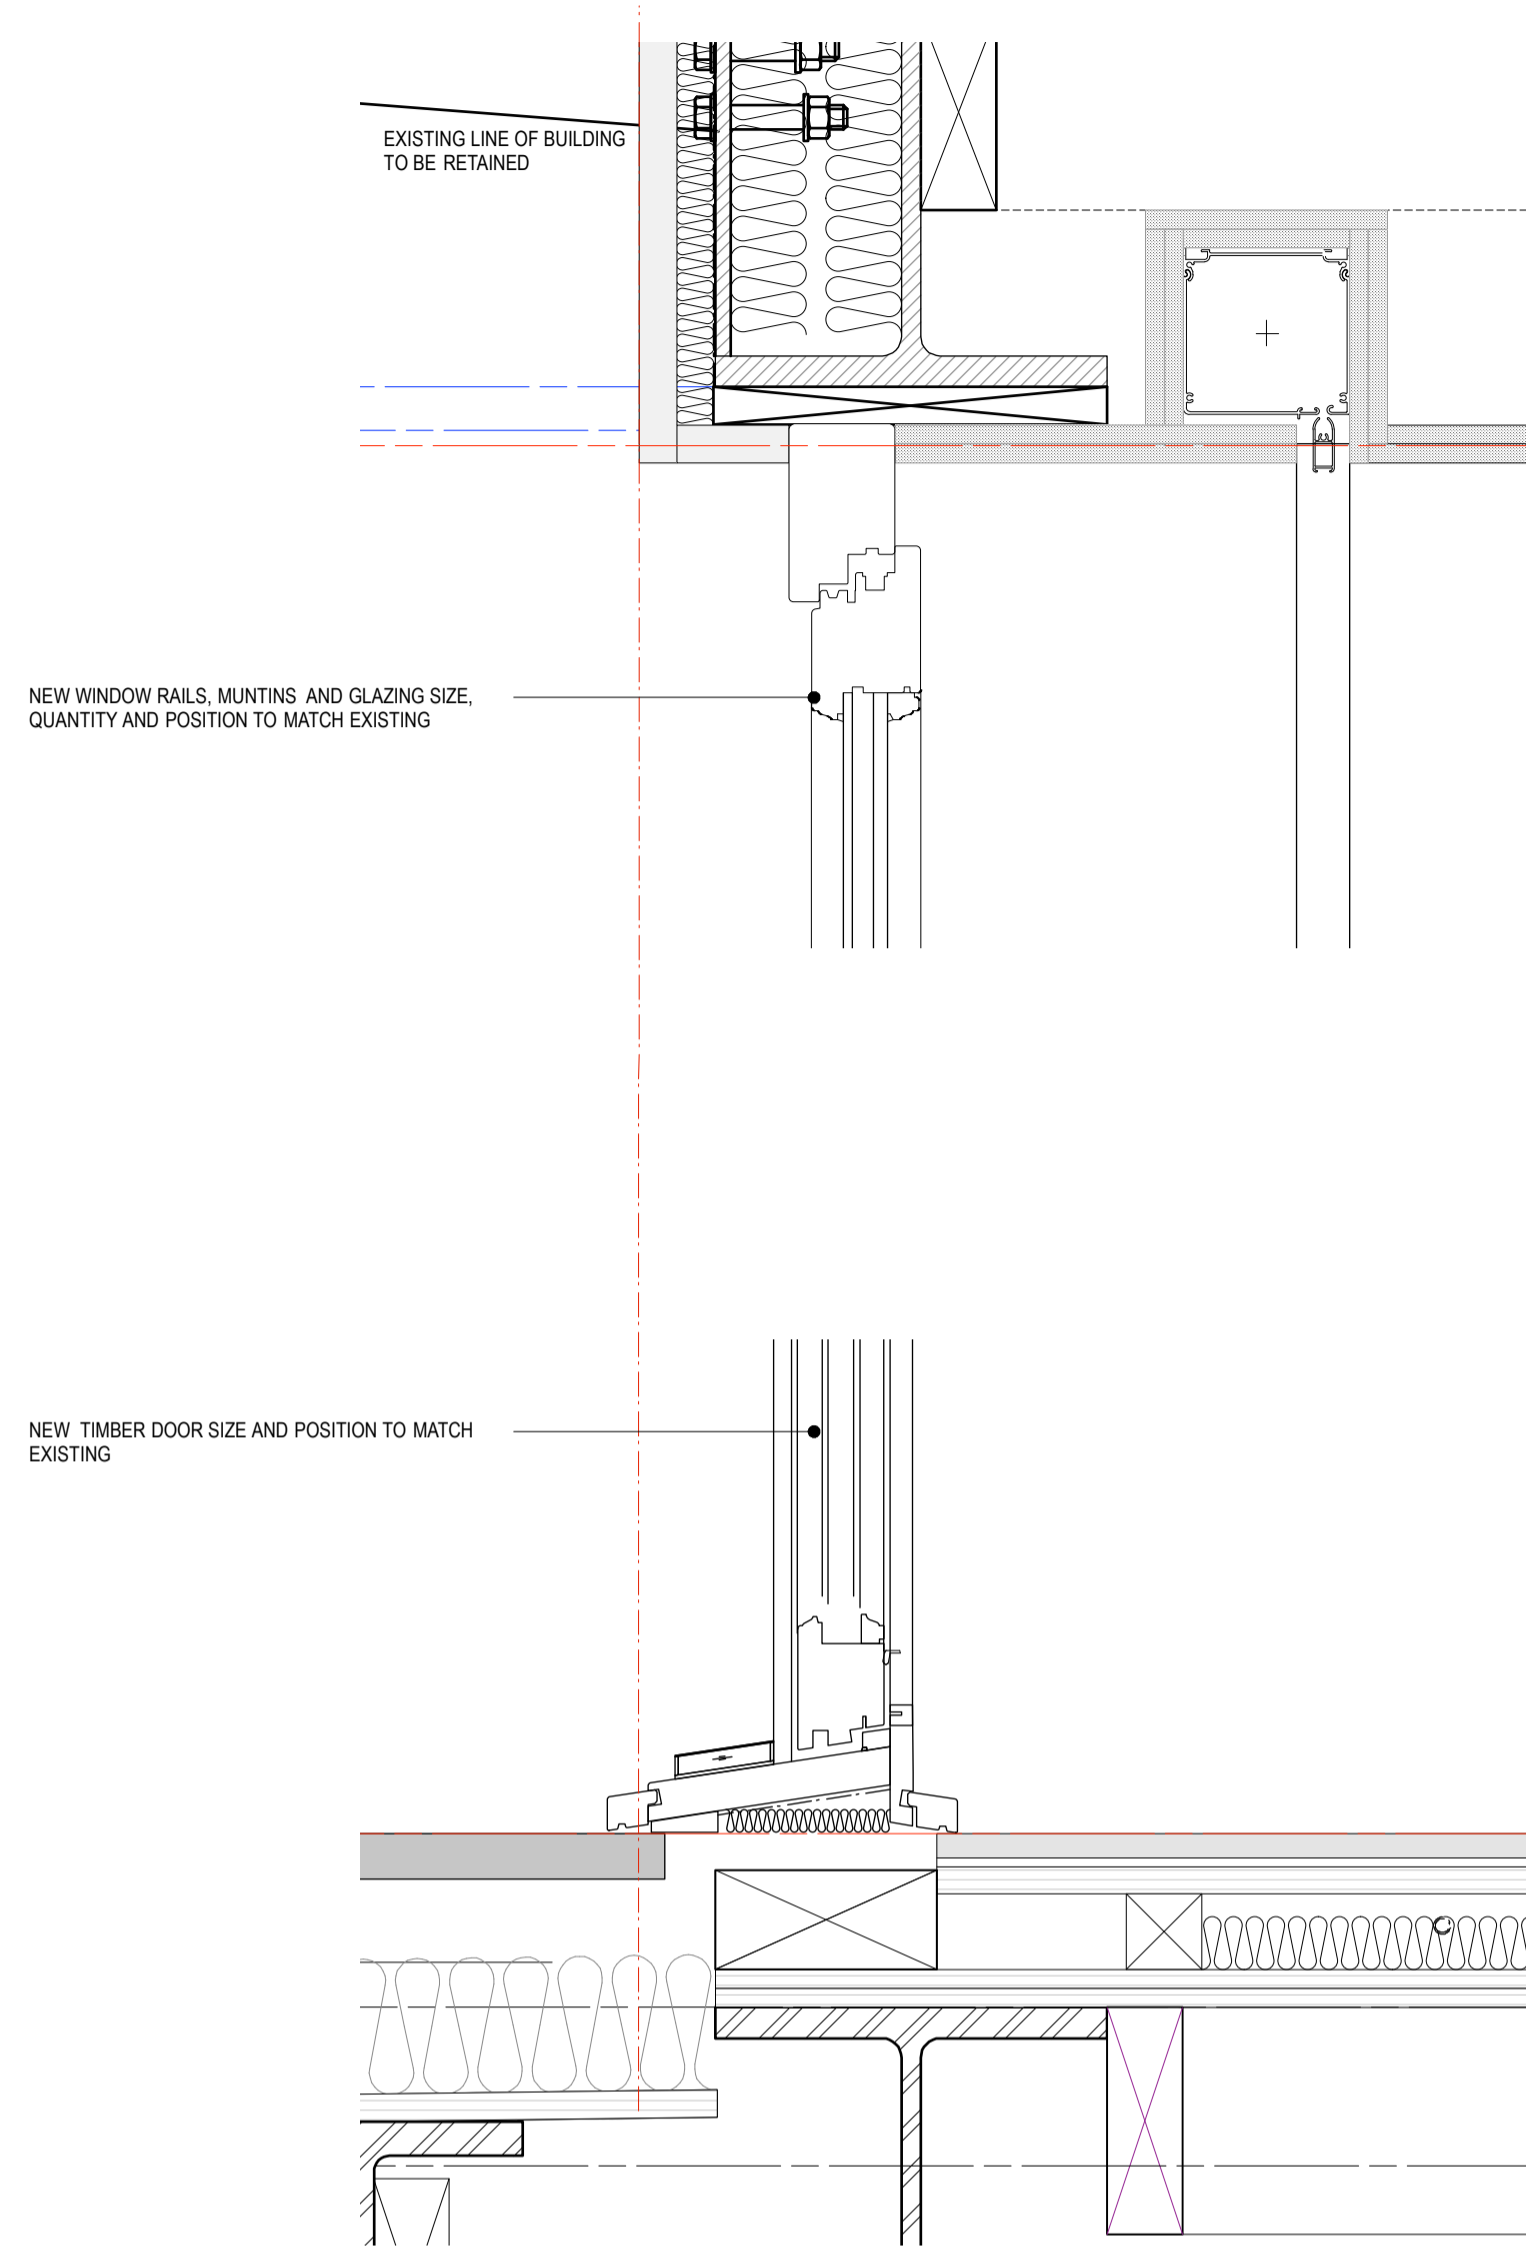 EXISTING LINE OF BUILDING
TO BE RETAINED
NEW WINDOW RAILS, MUNTINS AND GLAZING SIZE,
QUANTITY AND POSITION TO MATCH EXISTING
NEW TIMBER DOOR SIZE AND POSITION TO MATCH
EXISTING